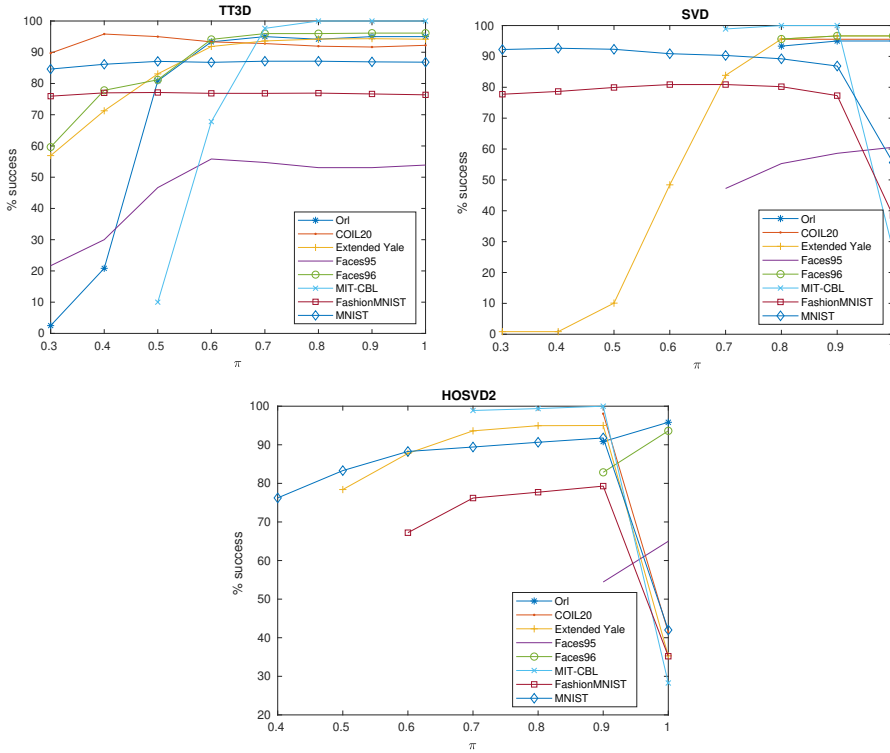 TT3D
% success
100
90
80
70
60
50
40
30
20
10
0
0.3 0.4 0.5 0.6 0.7 0.8 0.9 1
π
Orl
COIL20
Extended Yale
Faces95
Faces96
MIT-CBL
FashionMNIST
MNIST
SVD
% success
100
90
80
70
60
50
40
30
20
10
0
0.3 0.4 0.5 0.6 0.7 0.8 0.9
π
Orl
COIL20
Extended Yale
Faces95
Faces96
MIT-CBL
FashionMNIST
MNIST
HOSVD2
% success
100
90
80
70
60
50
40
30
20
0.4 0.5 0.6 0.7 0.8 0.9 1
π
Orl
COIL20
Extended Yale
Faces95
Faces96
MIT-CBL
FashionMNIST
MNIST